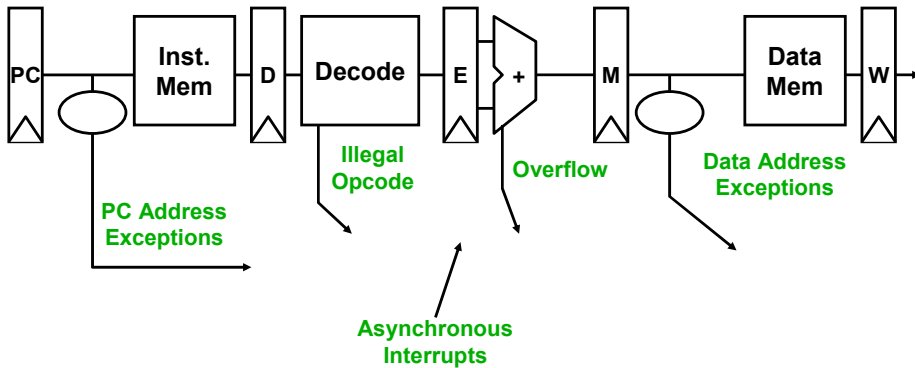 PC
Inst.
Mem
D
Decode
E
+
M
Data
Mem
W
Illegal
Opcode
Overflow
Data Address
Exceptions
PC Address
Exceptions
Asynchronous
Interrupts